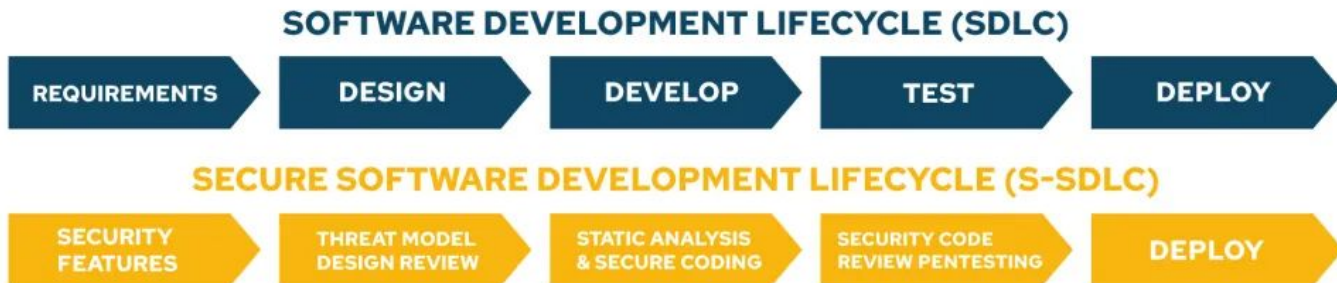 SOFTWARE DEVELOPMENT LIFECYCLE (SDLC)
REQUIREMENTS
DESIGN
DEVELOP
TEST
DEPLOY
SECURE SOFTWARE DEVELOPMENT LIFECYCLE (S-SDLC)
SECURITY
FEATURES
THREAT MODEL
DESIGN REVIEW
STATIC ANALYSIS
& SECURE CODING
SECURITY CODE
REVIEW PENTESTING
DEPLOY